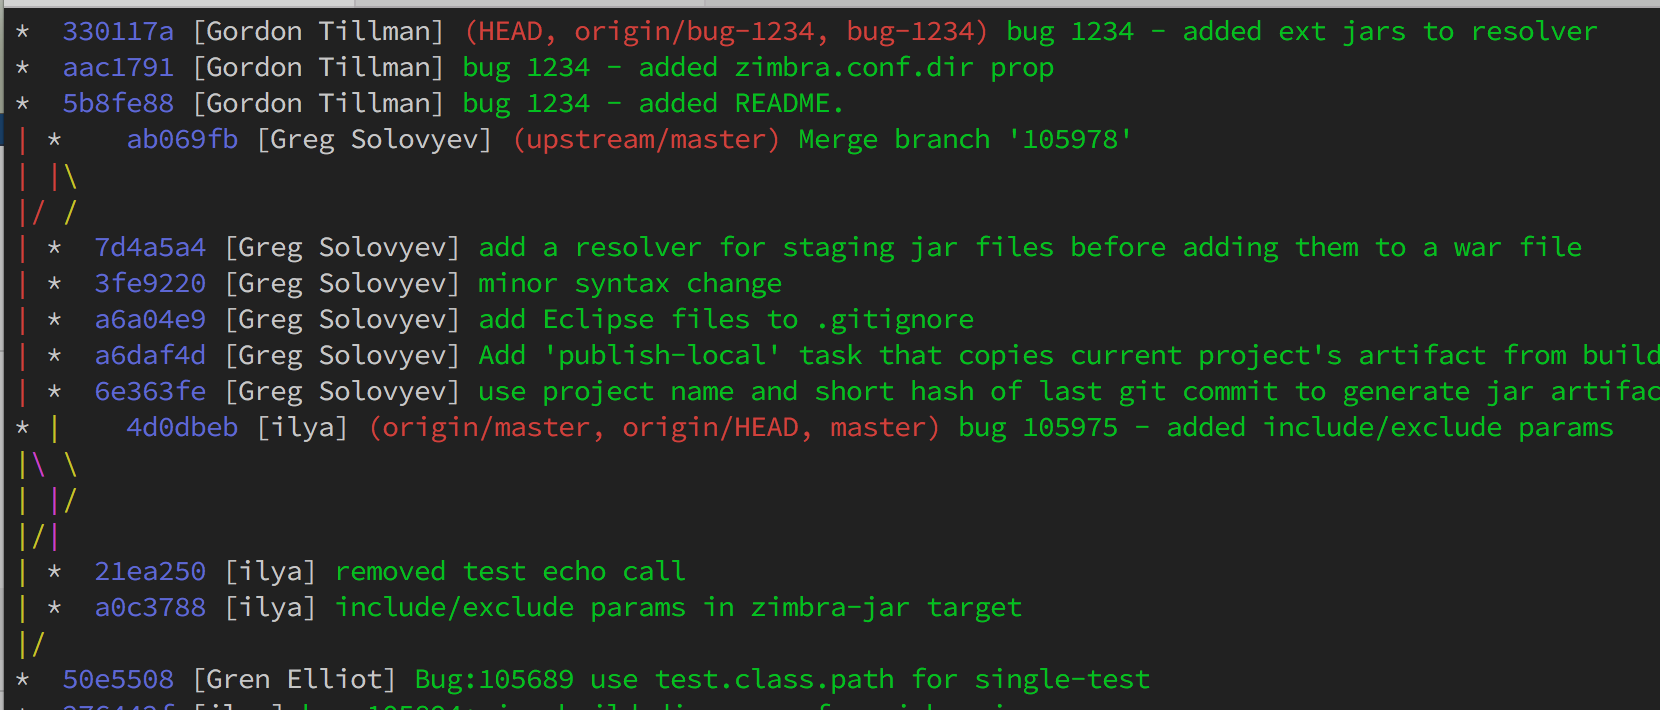 * 330117a [Gordon Tillman] (HEAD, origin/bug-1234, bug-1234) bug 1234 - added ext jars to resolver
* aac1791 [Gordon Tillman] bug 1234 - added zimbra.conf.dir prop
* 5b8fe88 [Gordon Tillman] bug 1234 - added README.
| * ab069fb [Greg Solovyev] (upstream/master) Merge branch '105978'
| |\
|/ /
| * 7d4a5a4 [Greg Solovyev] add a resolver for staging jar files before adding them to a war file
| * 3fe9220 [Greg Solovyev] minor syntax change
| * a6a04e9 [Greg Solovyev] add Eclipse files to .gitignore
| * a6daf4d [Greg Solovyev] Add 'publish-local' task that copies current project's artifact from build
| * 6e363fe [Greg Solovyev] use project name and short hash of last git commit to generate jar artifac
* | 4d0dbeb [ilya] (origin/master, origin/HEAD, master) bug 105975 - added include/exclude params
|\ \
| |/
|/|
| * 21ea250 [ilya] removed test echo call
| * a0c3788 [ilya] include/exclude params in zimbra-jar target
|/
* 50e5508 [Gren Elliot] Bug:105689 use test.class.path for single-test